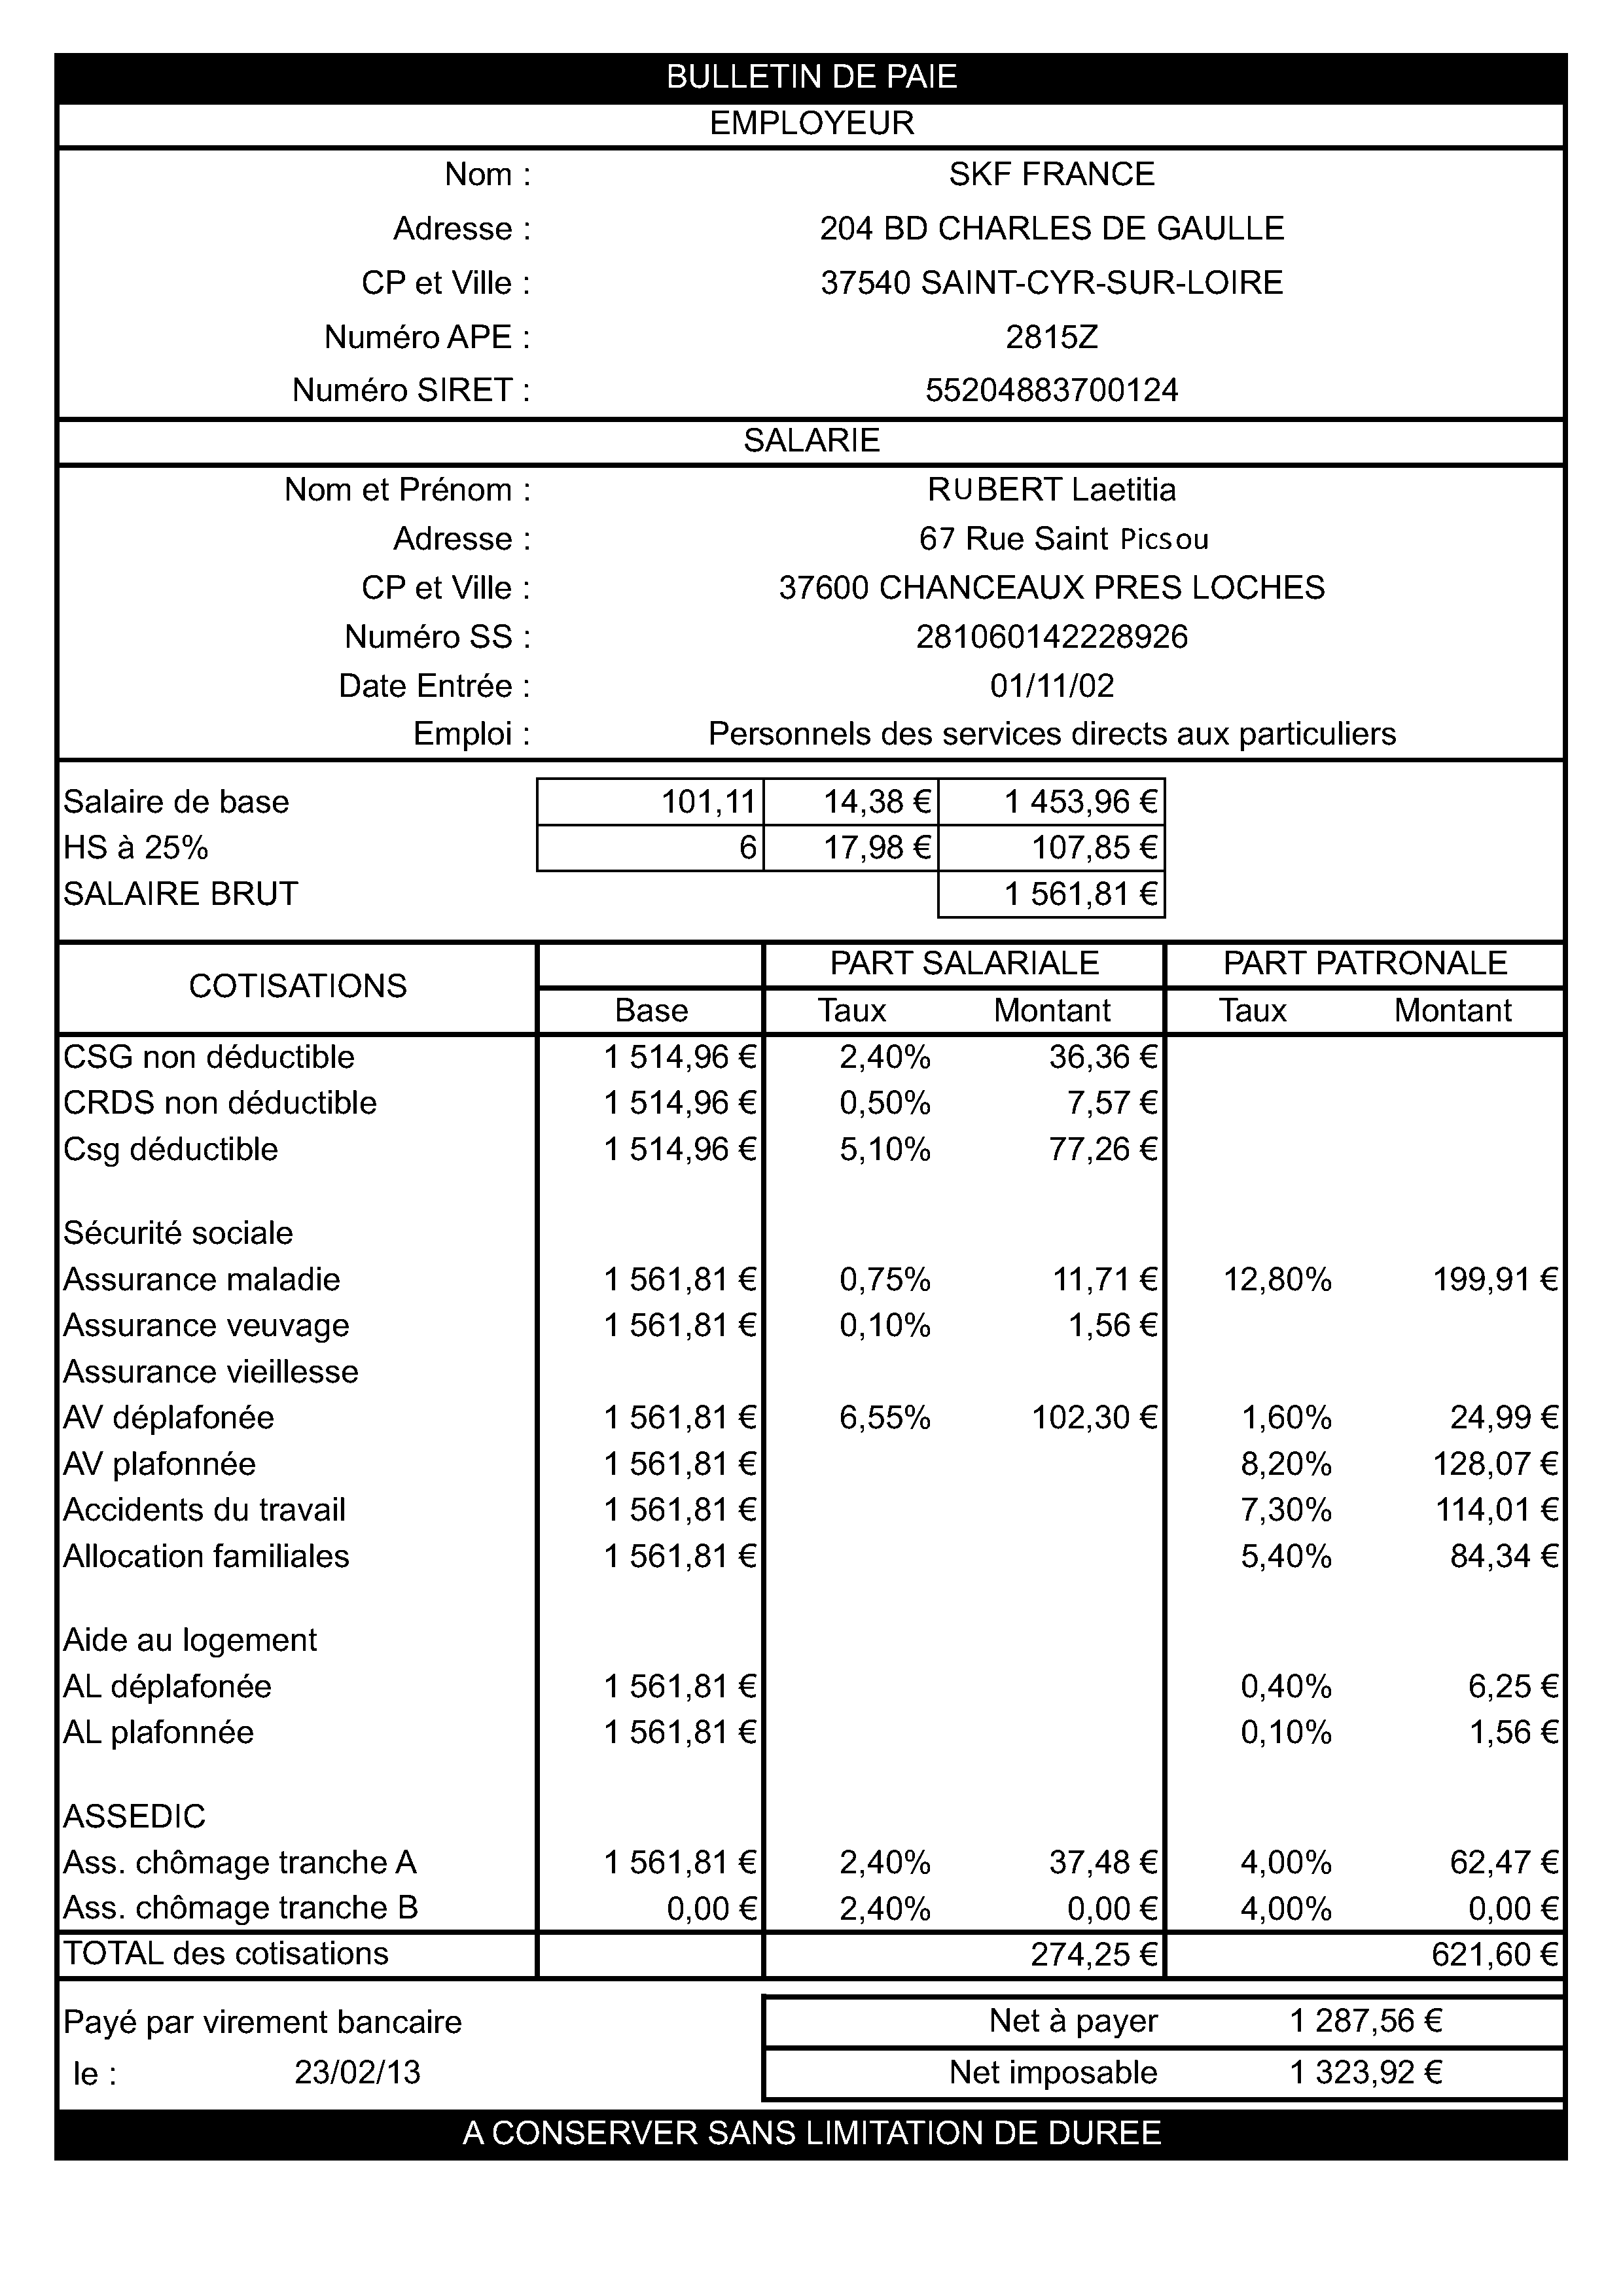 BULLETIN DE PAIE
EMPLOYEUR
Nom : SKF FRANCE
Adresse : 204 BD CHARLES DE GAULLE
CP et Ville : 37540 SAINT-CYR-SUR-LOIRE
Numéro APE : 2815Z
Numéro SIRET : 55204883700124
SALARIE
Nom et Prénom : RUBERT Laetitia
Adresse : 67 Rue Saint Picsou
CP et Ville : 37600 CHANCEAUX PRES LOCHES
Numéro SS : 281060142228926
Date Entrée : 01/11/02
Emploi : Personnels des services directs aux particuliers
Salaire de base 101,11 14,38 € 1 453,96 €
HS à 25% 6 17,98 € 107,85 €
SALAIRE BRUT 1 561,81 €
COTISATIONS PART SALARIALE PART PATRONALE
Base Taux Montant Taux Montant
CSG non déductible 1 514,96 € 2,40% 36,36 €
CRDS non déductible 1 514,96 € 0,50% 7,57 €
Csg déductible 1 514,96 € 5,10% 77,26 €
Sécurité sociale
Assurance maladie 1 561,81 € 0,75% 11,71 € 12,80% 199,91 €
Assurance veuvage 1 561,81 € 0,10% 1,56 €
Assurance vieillesse
AV déplafonée 1 561,81 € 6,55% 102,30 € 1,60% 24,99 €
AV plafonnée 1 561,81 € 8,20% 128,07 €
Accidents du travail 1 561,81 € 7,30% 114,01 €
Allocation familiales 1 561,81 € 5,40% 84,34 €
Aide au logement
AL déplafonée 1 561,81 € 0,40% 6,25 €
AL plafonnée 1 561,81 € 0,10% 1,56 €
ASSEDIC
Ass. chômage tranche A 1 561,81 € 2,40% 37,48 € 4,00% 62,47 €
Ass. chômage tranche B 0,00 € 2,40% 0,00 € 4,00% 0,00 €
TOTAL des cotisations 274,25 € 621,60 €
Payé par virement bancaire Net à payer 1 287,56 €
le : 23/02/13 Net imposable 1 323,92 €
A CONSERVER SANS LIMITATION DE DUREE